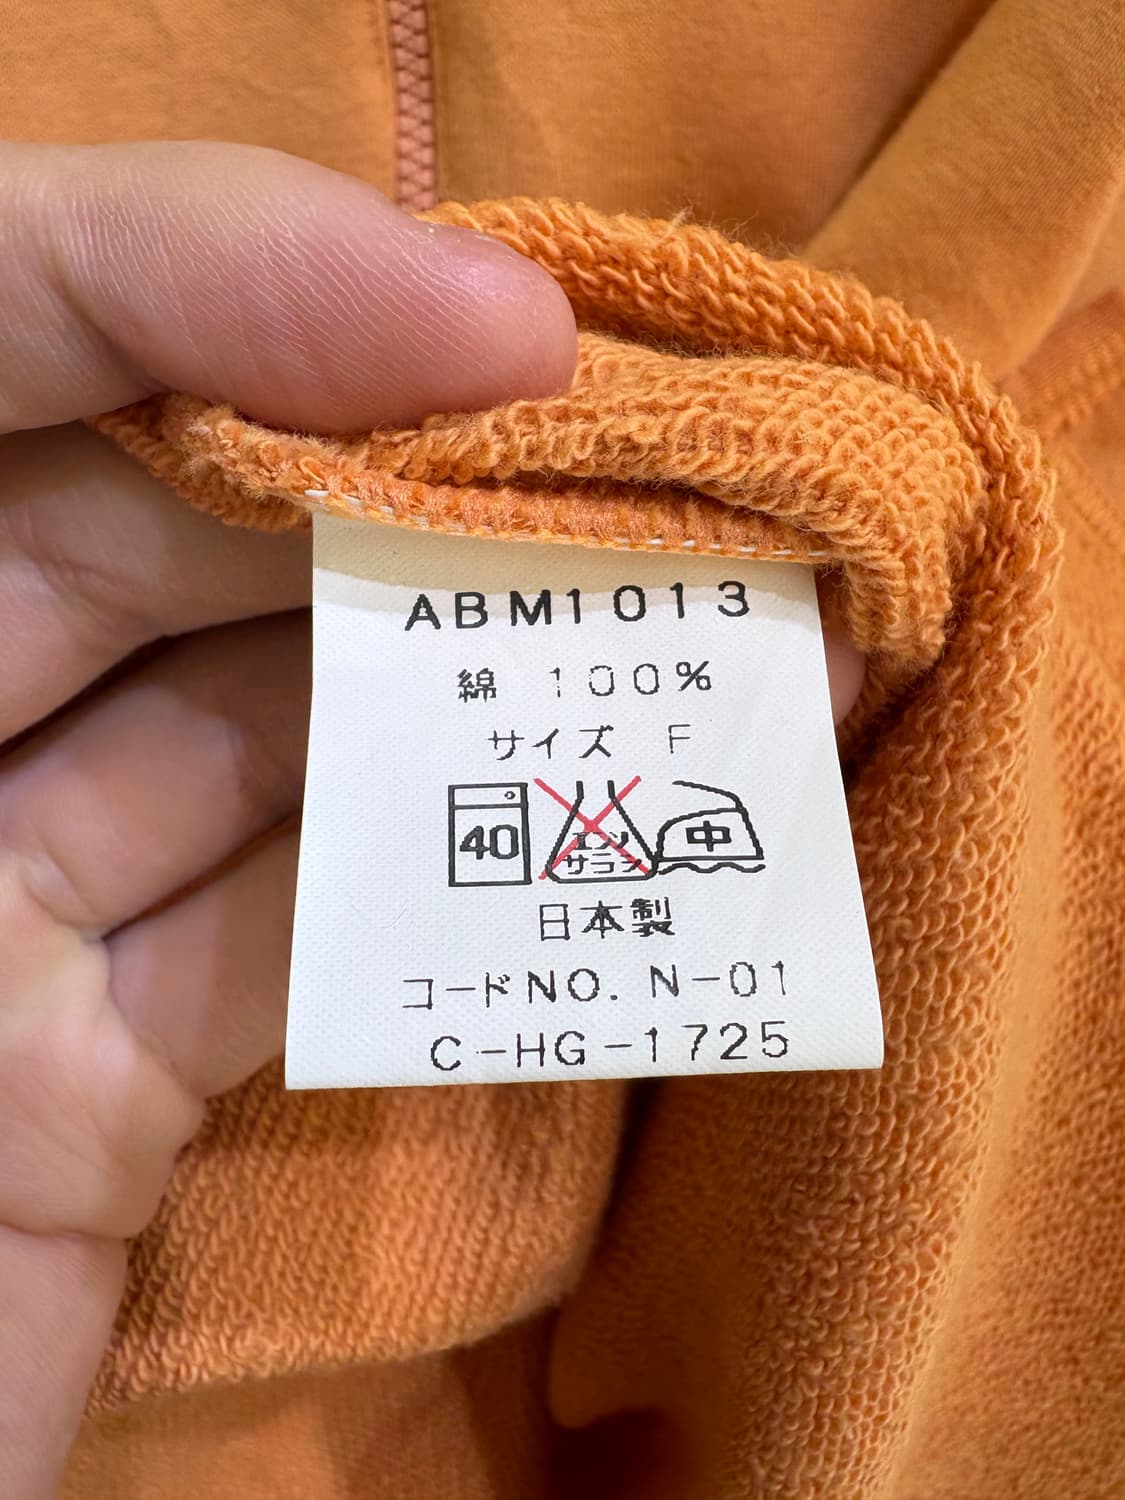 ABM1013
綿 100%
サイズ F
40 エンソ サラシ 中
日本製
コードNO. N-01
C-HG-1725